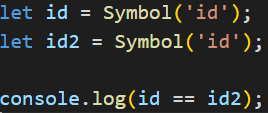 let id = Symbol('id');
let id2 = Symbol('id');
console.log(id == id2);